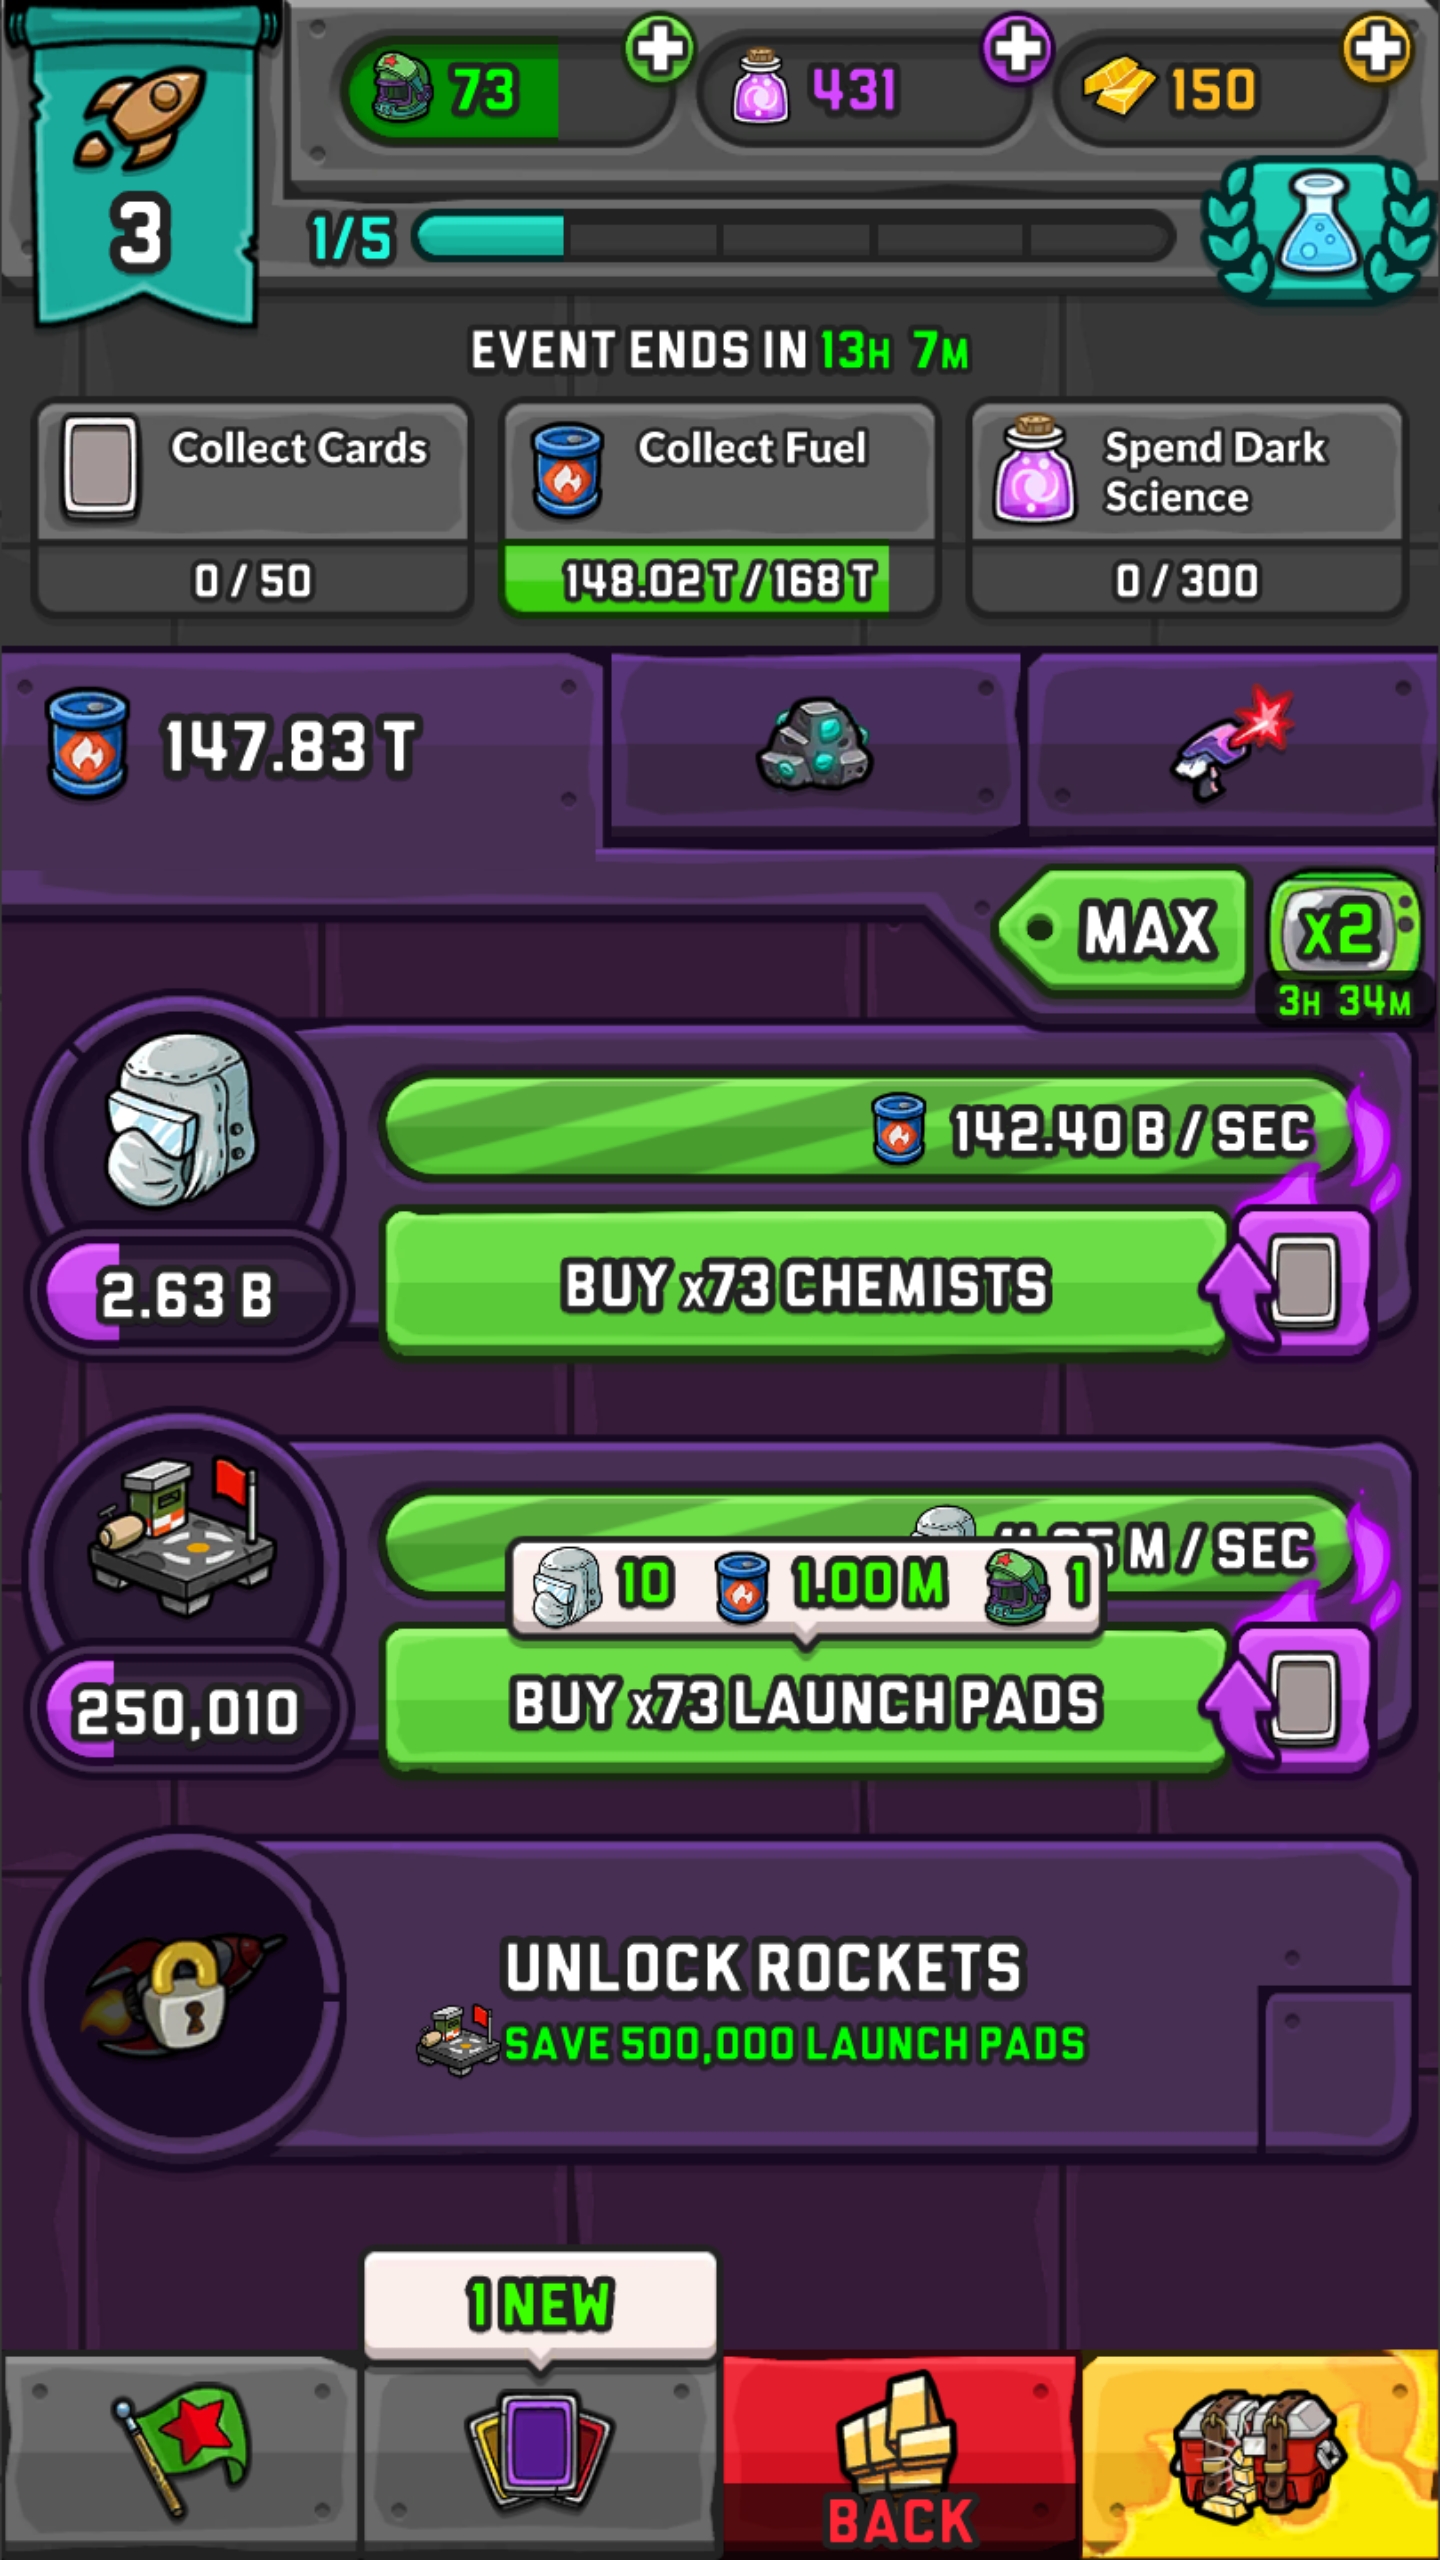 73
431
150
3
1/5
EVENT ENDS IN 13H 7M
Collect Cards
0 / 50
Collect Fuel
148.02 T / 168 T
Spend Dark
Science
0 / 300
147.83 T
MAX
x2
3H 34M
142.40 B / SEC
2.63 B
BUY x73 CHEMISTS
M / SEC
10 1.00 M 1
250,010
BUY x73 LAUNCH PADS
UNLOCK ROCKETS
SAVE 500,000 LAUNCH PADS
1 NEW
BACK